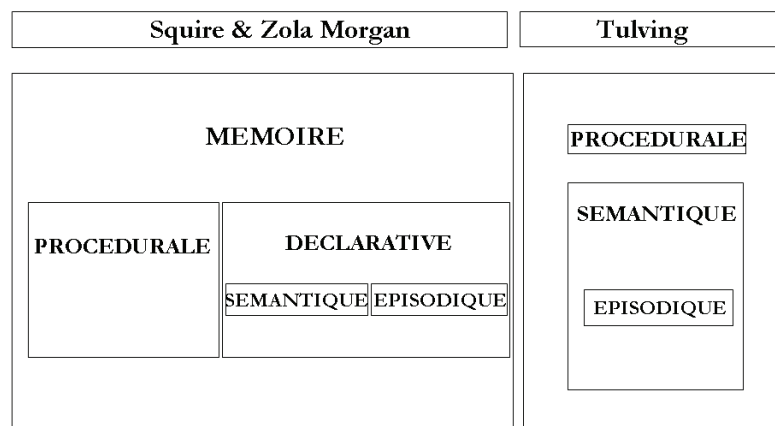 Squire & Zola Morgan
Tulving
MEMOIRE
PROCEDURALE
DECLARATIVE
SEMANTIQUE
EPISODIQUE
PROCEDURALE
SEMANTIQUE
EPISODIQUE